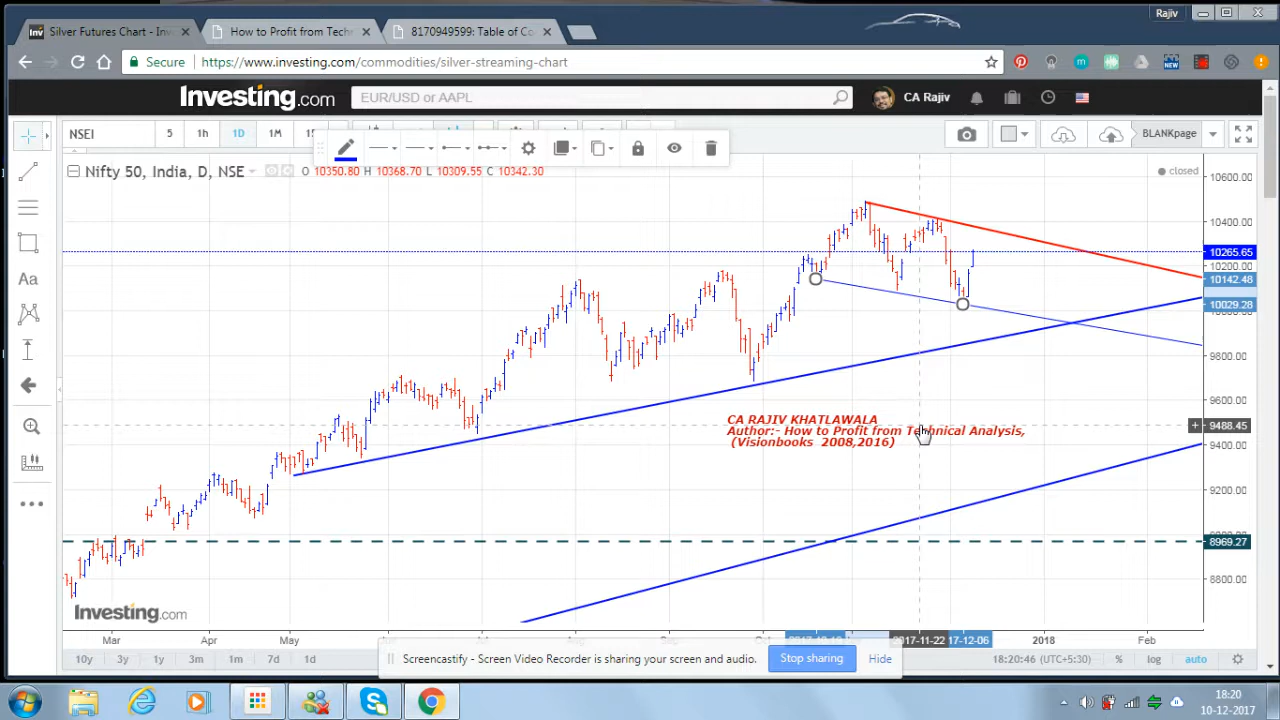 Rajiv
Silver Futures Chart - Inv
How to Profit from Techn
8170949599: Table of Co
Secure
https://www.investing.com/commodities/silver-streaming-chart
Investing.com
EUR/USD or AAPL
CA Rajiv
NSEI
5
1h
1D
1M
BLANKpage
Nifty 50, India, D, NSE
O 10350.80 H 10368.70 L 10309.55 C 10342.30
closed
10600.00
10400.00
10265.65
10200.00
10142.48
10029.28
10000.00
9800.00
9600.00
9488.45
9400.00
9200.00
8969.27
8800.00
Aa
CA RAJIV KHATLAWALA
Author:- How to Profit from Technical Analysis,
(Visionbooks 2008,2016)
Investing.com
Mar
Apr
May
2017-11-22
17-12-06
2018
Feb
10y
3y
1y
3m
1m
7d
1d
Screencastify - Screen Video Recorder is sharing your screen and audio.
Stop sharing
Hide
18:20:46 (UTC+5:30)
%
log
auto
18:20
10-12-2017